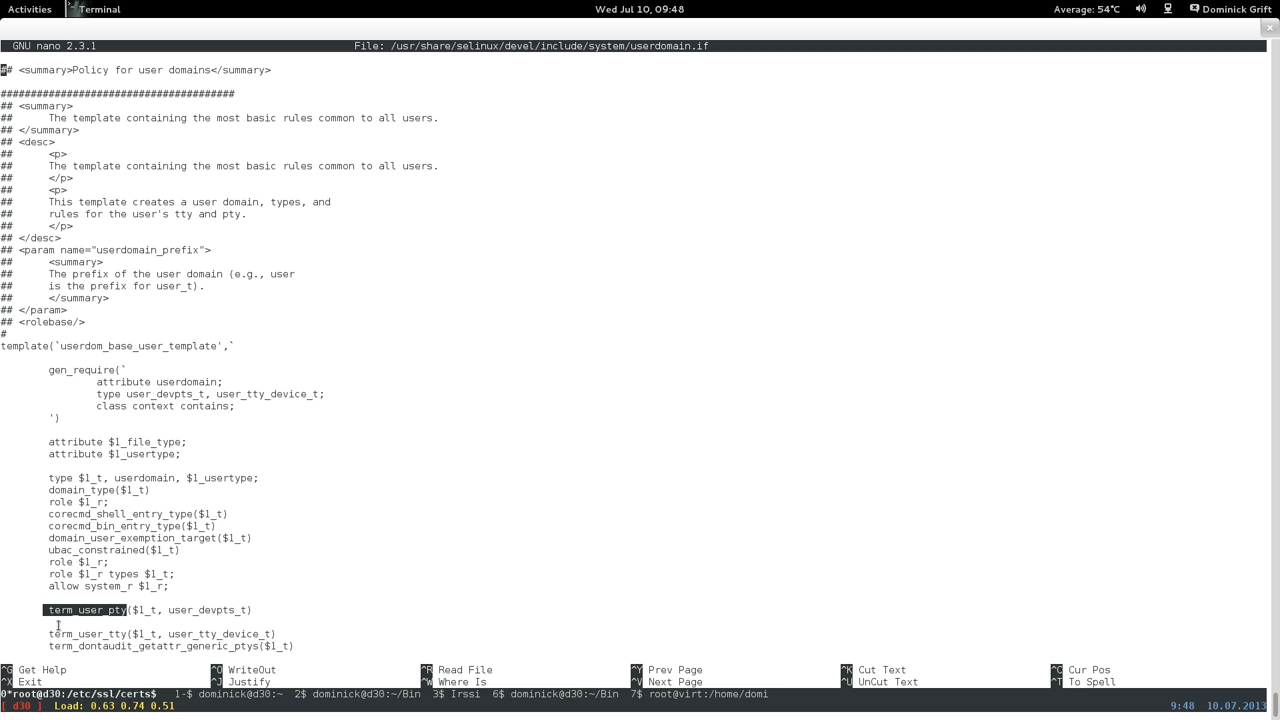 Activities Terminal Wed Jul 10, 09:48 Average: 54°C Dominick Grift
GNU nano 2.3.1 File: /usr/share/selinux/devel/include/system/userdomain.if
## <summary>Policy for user domains</summary>
#######################################
## <summary>
## The template containing the most basic rules common to all users.
## </summary>
## <desc>
## <p>
## The template containing the most basic rules common to all users.
## </p>
## <p>
## This template creates a user domain, types, and
## rules for the user's tty and pty.
## </p>
## </desc>
## <param name="userdomain_prefix">
## <summary>
## The prefix of the user domain (e.g., user
## is the prefix for user_t).
## </summary>
## </param>
## <rolebase/>
#
template(`userdom_base_user_template',`
gen_require(`
attribute userdomain;
type user_devpts_t, user_tty_device_t;
class context contains;
')
attribute $1_file_type;
attribute $1_usertype;
type $1_t, userdomain, $1_usertype;
domain_type($1_t)
role $1_r;
corecmd_shell_entry_type($1_t)
corecmd_bin_entry_type($1_t)
domain_user_exemption_target($1_t)
ubac_constrained($1_t)
role $1_r;
role $1_r types $1_t;
allow system_r $1_r;
term_user_pty($1_t, user_devpts_t)
term_user_tty($1_t, user_tty_device_t)
term_dontaudit_getattr_generic_ptys($1_t)
^G Get Help ^O WriteOut ^R Read File ^Y Prev Page ^K Cut Text ^C Cur Pos
^X Exit ^J Justify ^W Where Is ^V Next Page ^U UnCut Text ^T To Spell
0*root@d30:/etc/ssl/certs$ 1-$ dominick@d30:~ 2$ dominick@d30:~/Bin 3$ Irssi 6$ dominick@d30:~/Bin 7$ root@virt:/home/domi
[ d30 ] Load: 0.63 0.74 0.51 9:48 10.07.2013